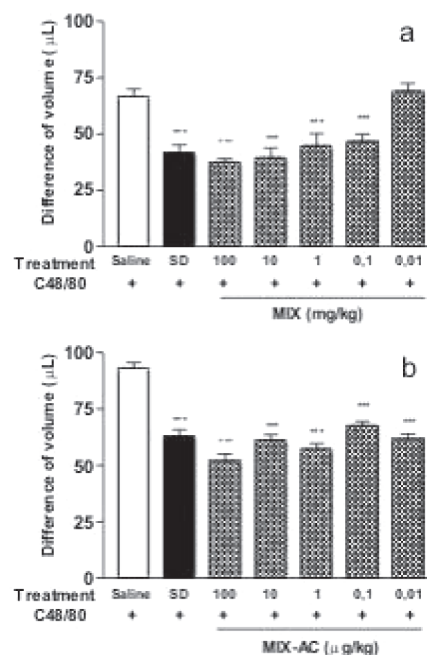 a
Difference of volume (μL)
100
75
50
25
0
Treatment Saline SD 100 10 1 0,1 0,01
C48/80 + + + + + + +
MIX (mg/kg)
b
Difference of volume (μL)
100
75
50
25
0
Treatment Saline SD 100 10 1 0,1 0,01
C48/80 + + + + + + +
MIX-AC (μ g/kg)